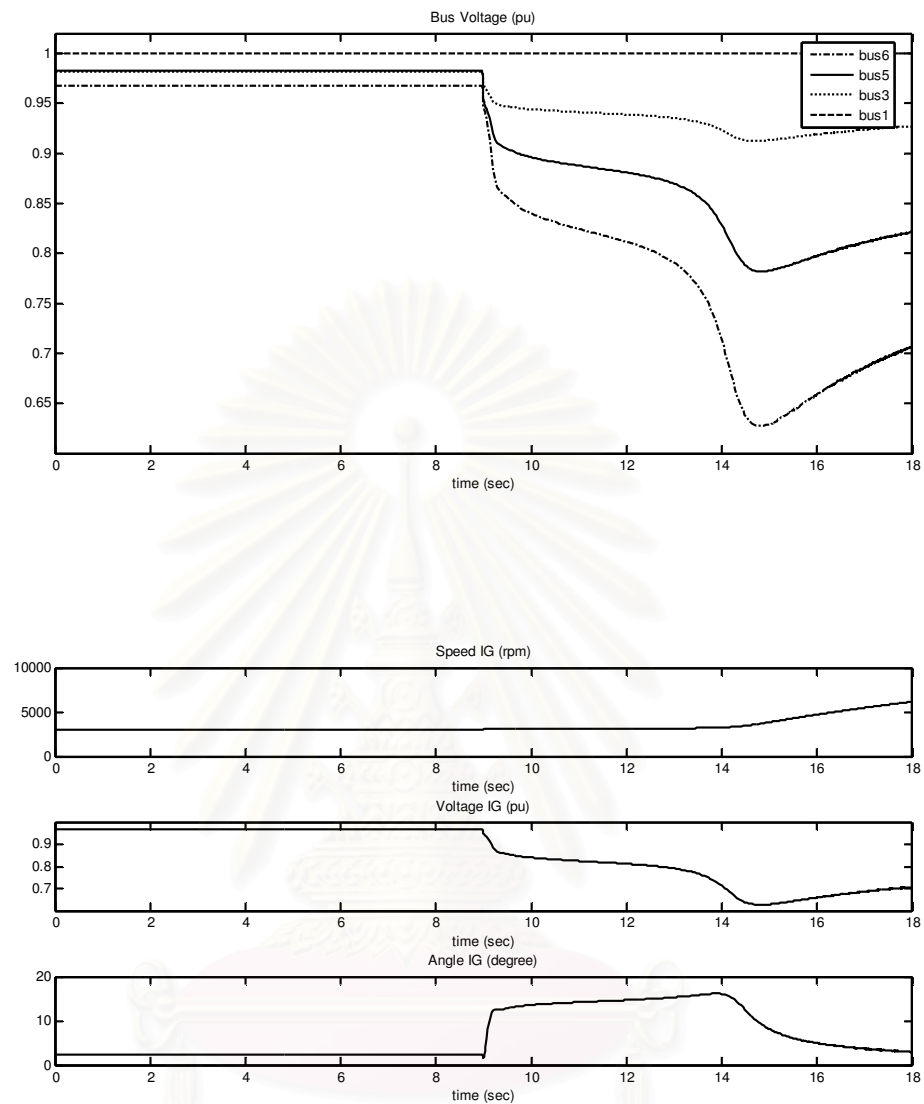 Bus Voltage (pu)
1
0.95
0.9
0.85
0.8
0.75
0.7
0.65
bus6
bus5
bus3
bus1
0 2 4 6 8 10 12 14 16 18
time (sec)
Speed IG (rpm)
10000
5000
0
0 2 4 6 8 10 12 14 16 18
time (sec)
Voltage IG (pu)
0.9
0.8
0.7
0 2 4 6 8 10 12 14 16 18
time (sec)
Angle IG (degree)
20
10
0
0 2 4 6 8 10 12 14 16 18
time (sec)